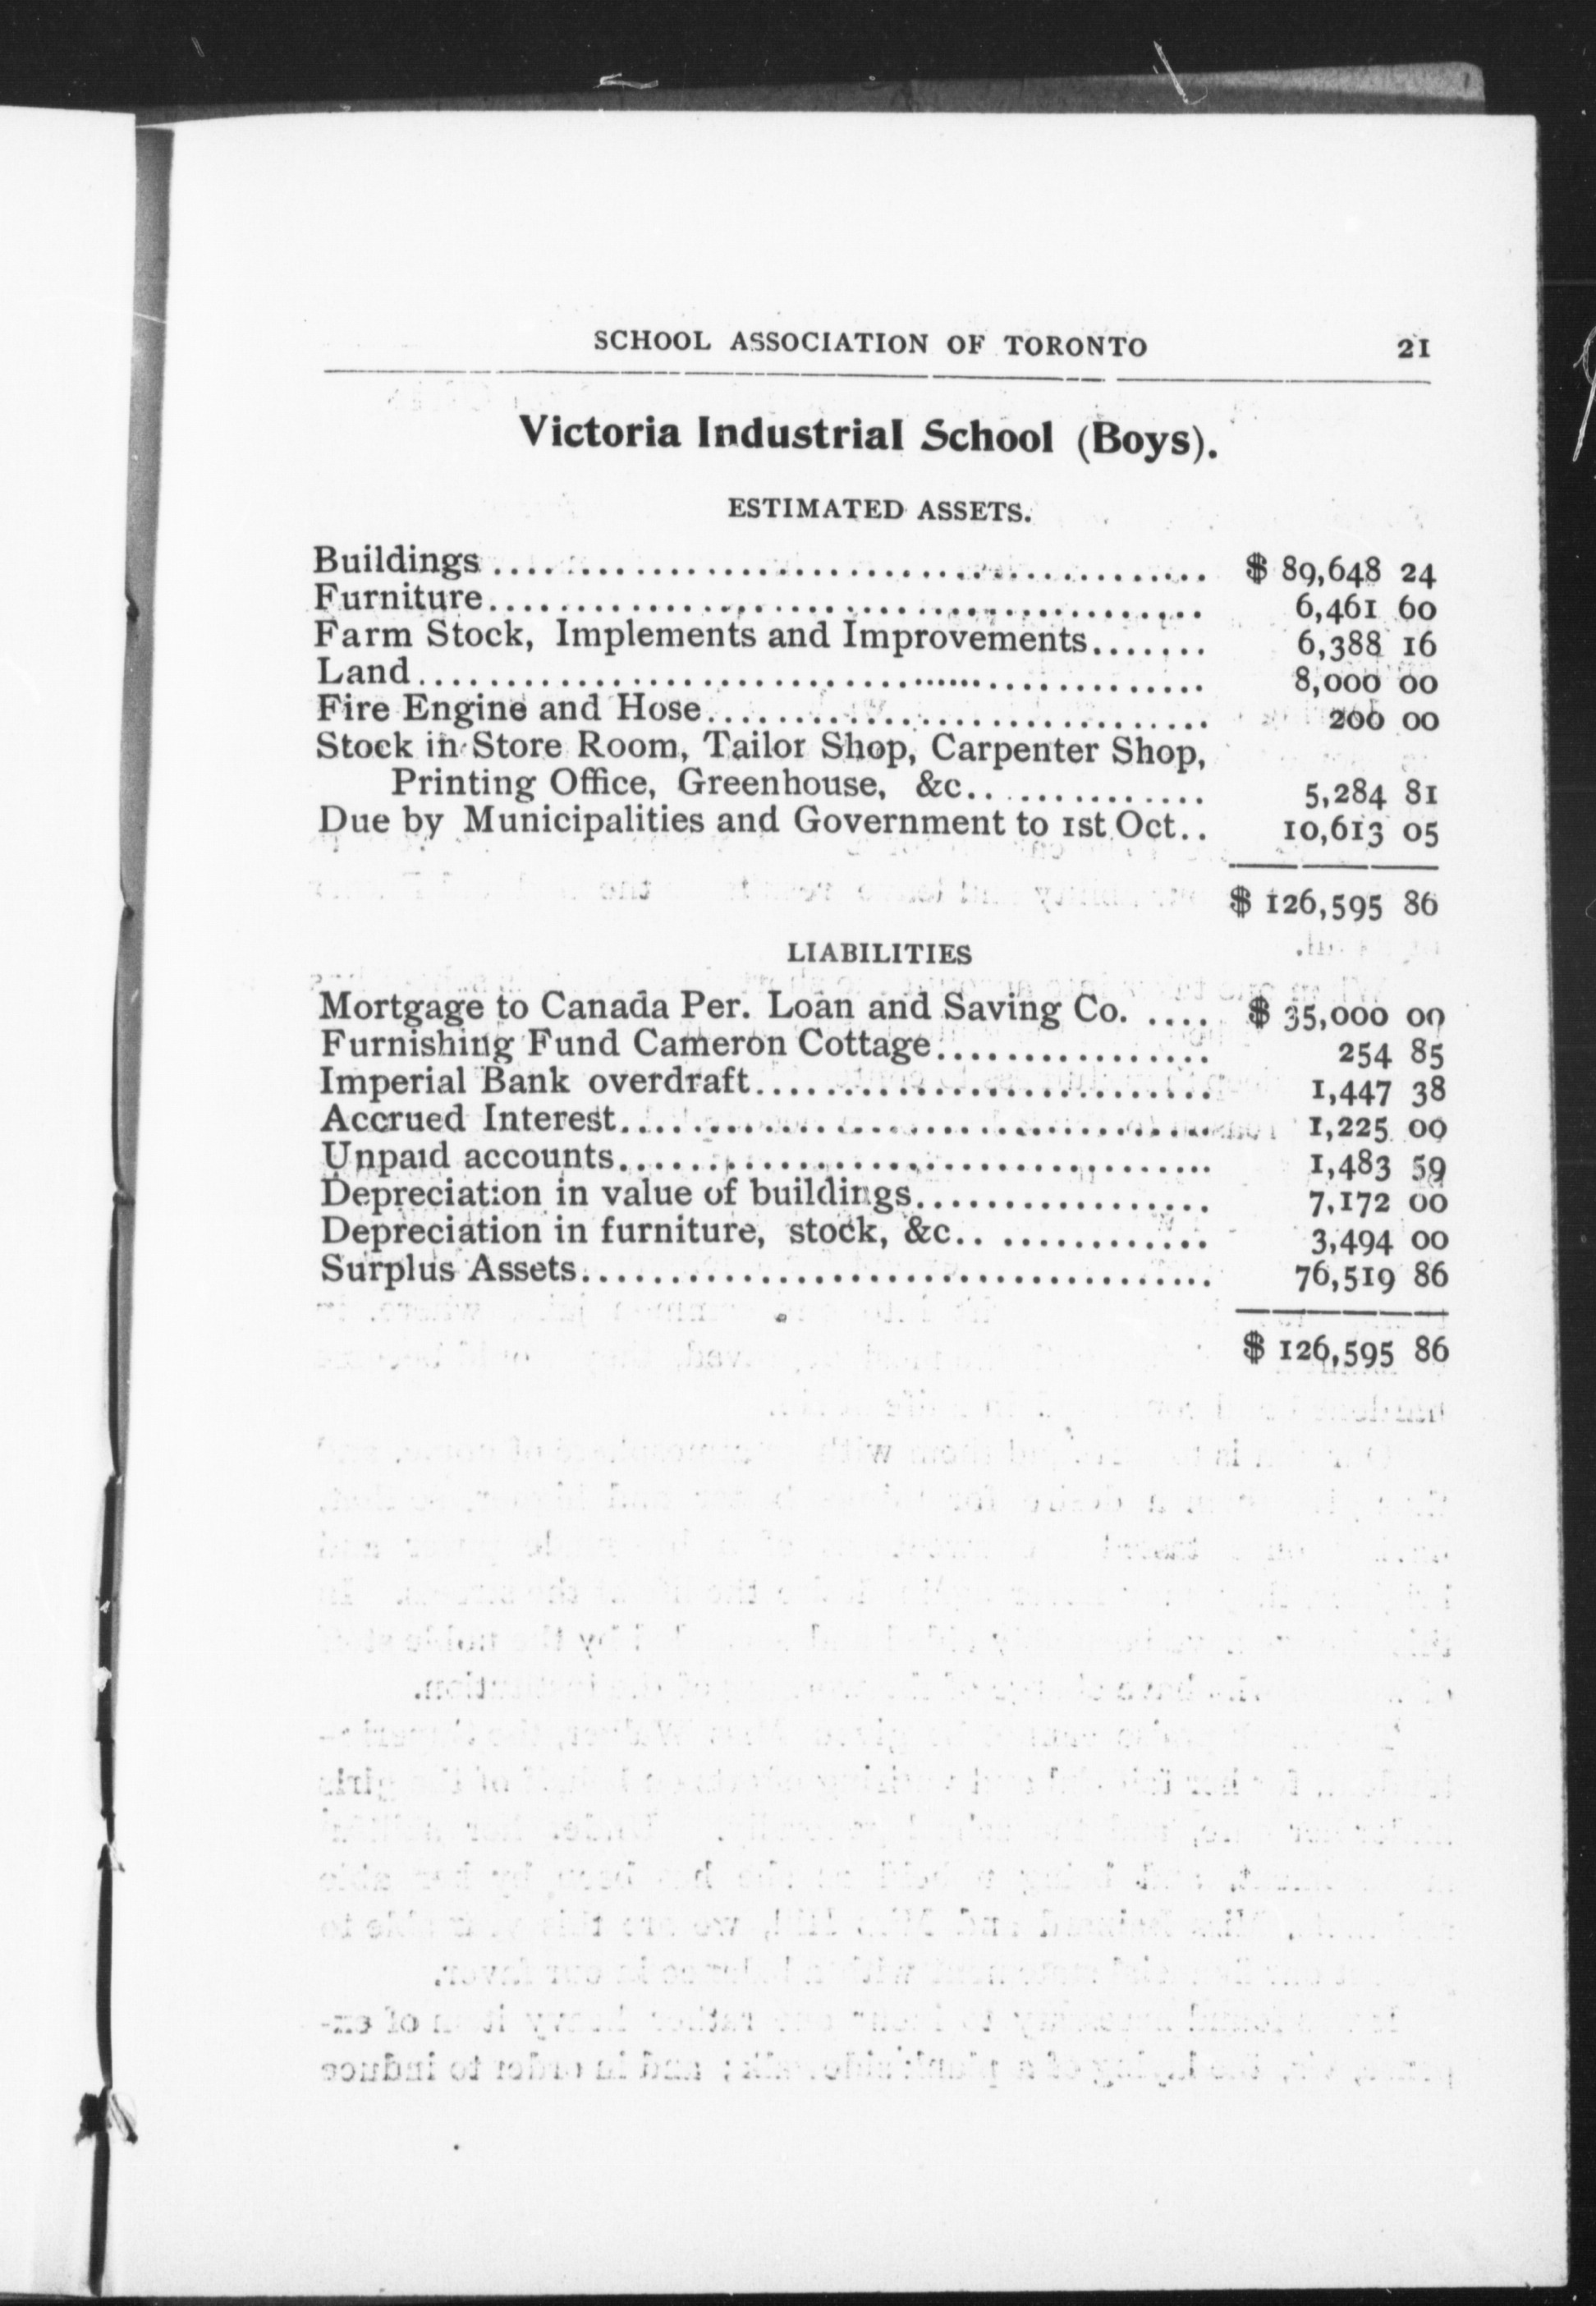 SCHOOL ASSOCIATION OF TORONTO 21
Victoria Industrial School (Boys).
ESTIMATED ASSETS.
Buildings ........................................ $ 89,648 24
Furniture........................................ 6,461 60
Farm Stock, Implements and Improvements....... 6,388 16
Land............................................. 8,000 00
Fire Engine and Hose............................. 200 00
Stock in Store Room, Tailor Shop, Carpenter Shop,
Printing Office, Greenhouse, &c................ 5,284 81
Due by Municipalities and Government to 1st Oct.. 10,613 05
$ 126,595 86
LIABILITIES
Mortgage to Canada Per. Loan and Saving Co. .... $ 35,000 00
Furnishing Fund Cameron Cottage................ 254 85
Imperial Bank overdraft.......................... 1,447 38
Accrued Interest.................................. 1,225 00
Unpaid accounts.................................. 1,483 59
Depreciation in value of buildings................. 7,172 00
Depreciation in furniture, stock, &c.. ............ 3,494 00
Surplus Assets.................................... 76,519 86
$ 126,595 86